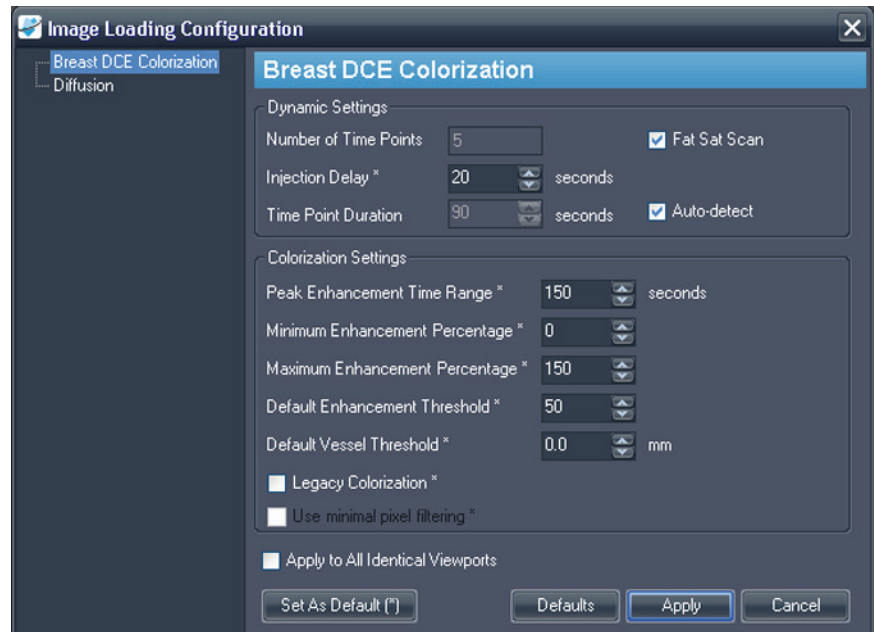 Image Loading Configuration
Breast DCE Colorization
Diffusion
Breast DCE Colorization
Dynamic Settings
Number of Time Points 5 Fat Sat Scan
Injection Delay * 20 seconds
Time Point Duration 90 seconds Auto-detect
Colorization Settings
Peak Enhancement Time Range * 150 seconds
Minimum Enhancement Percentage * 0
Maximum Enhancement Percentage * 150
Default Enhancement Threshold * 50
Default Vessel Threshold * 0.0 mm
Legacy Colorization *
Use minimal pixel filtering *
Apply to All Identical Viewports
Set As Default (*) Defaults Apply Cancel